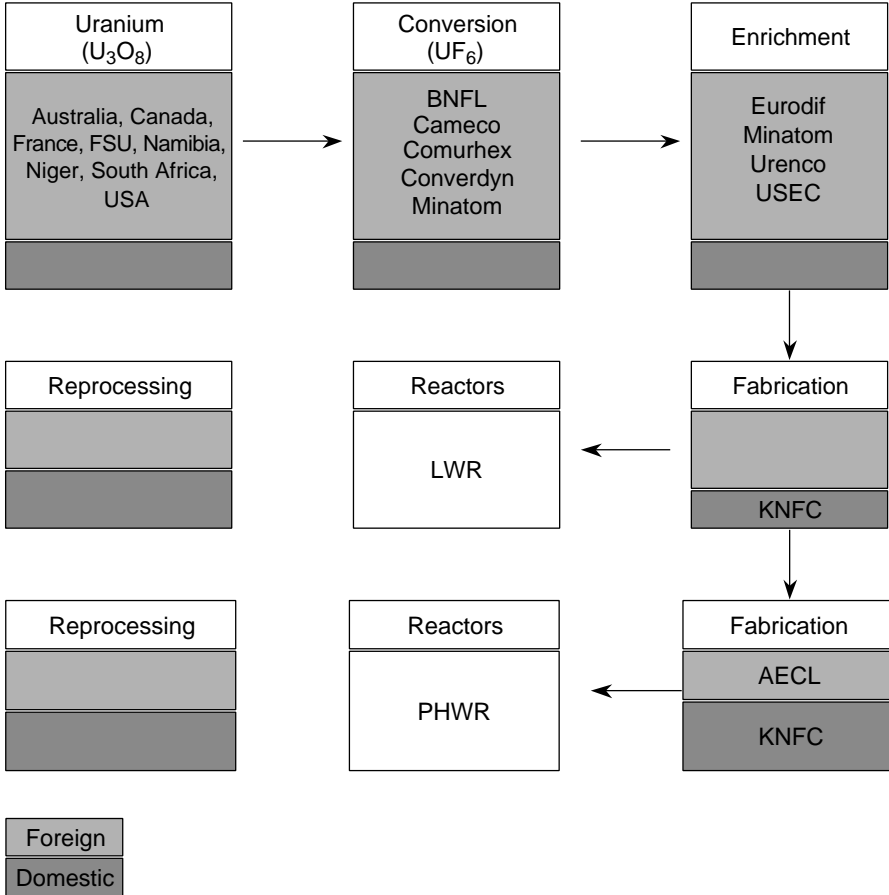 Uranium
(U₃O₈)
Australia, Canada,
France, FSU, Namibia,
Niger, South Africa,
USA
Conversion
(UF₆)
BNFL
Cameco
Comurhex
Converdyn
Minatom
Enrichment
Eurodif
Minatom
Urenco
USEC
Reprocessing
Reactors
LWR
Fabrication
KNFC
Reprocessing
Reactors
PHWR
Fabrication
AECL
KNFC
Foreign
Domestic